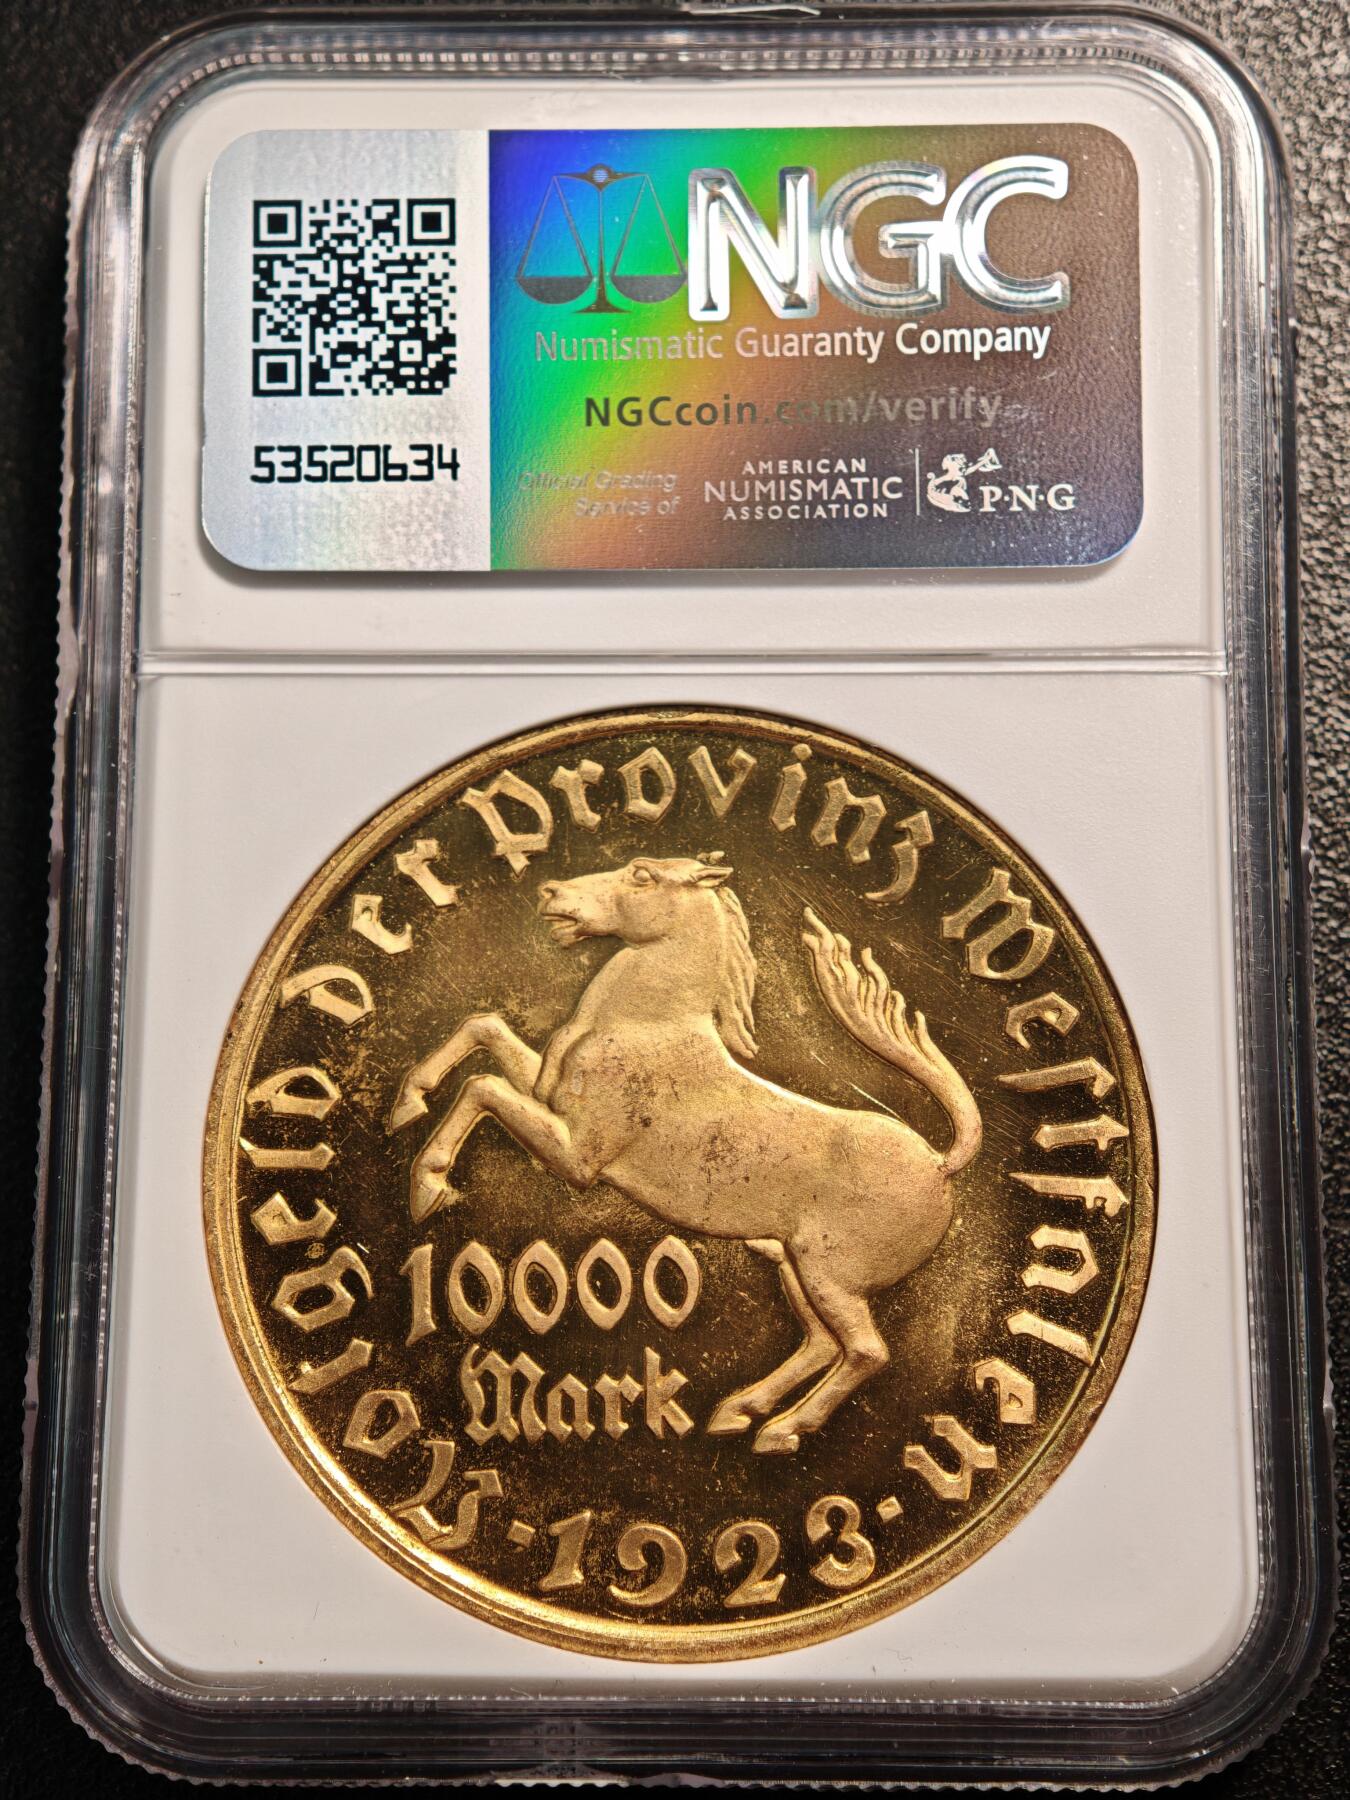 NGC
Numismatic Guaranty Company
NGCcoin.com/verify
53520634
Official Grading
Service of
AMERICAN
NUMISMATIC
ASSOCIATION
P·N·G
Notgeld der Provinz Westfalen
10000
Mark
·1923·